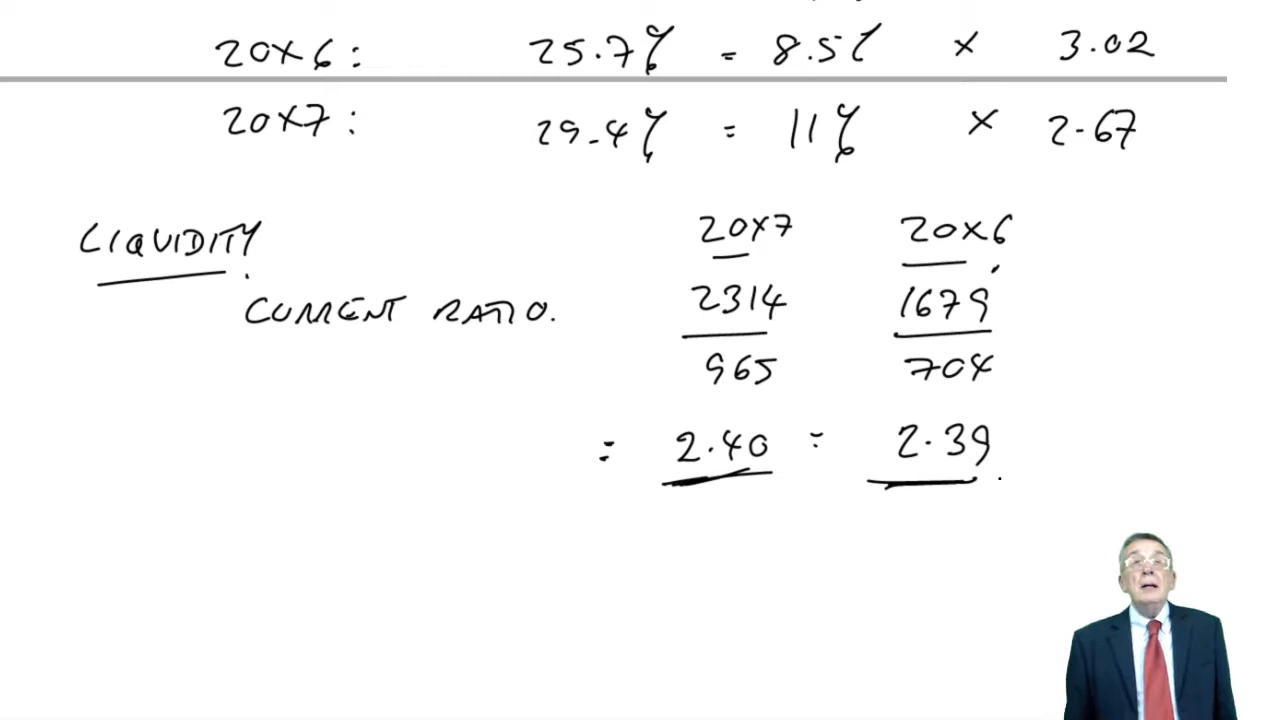 20X6: 25.7% = 8.5% × 3.02
20X7: 29.4% = 11% × 2.67
LIQUIDITY. 20X7 20X6
CURRENT RATIO. 2314 1679
965 704
= 2.40 = 2.39